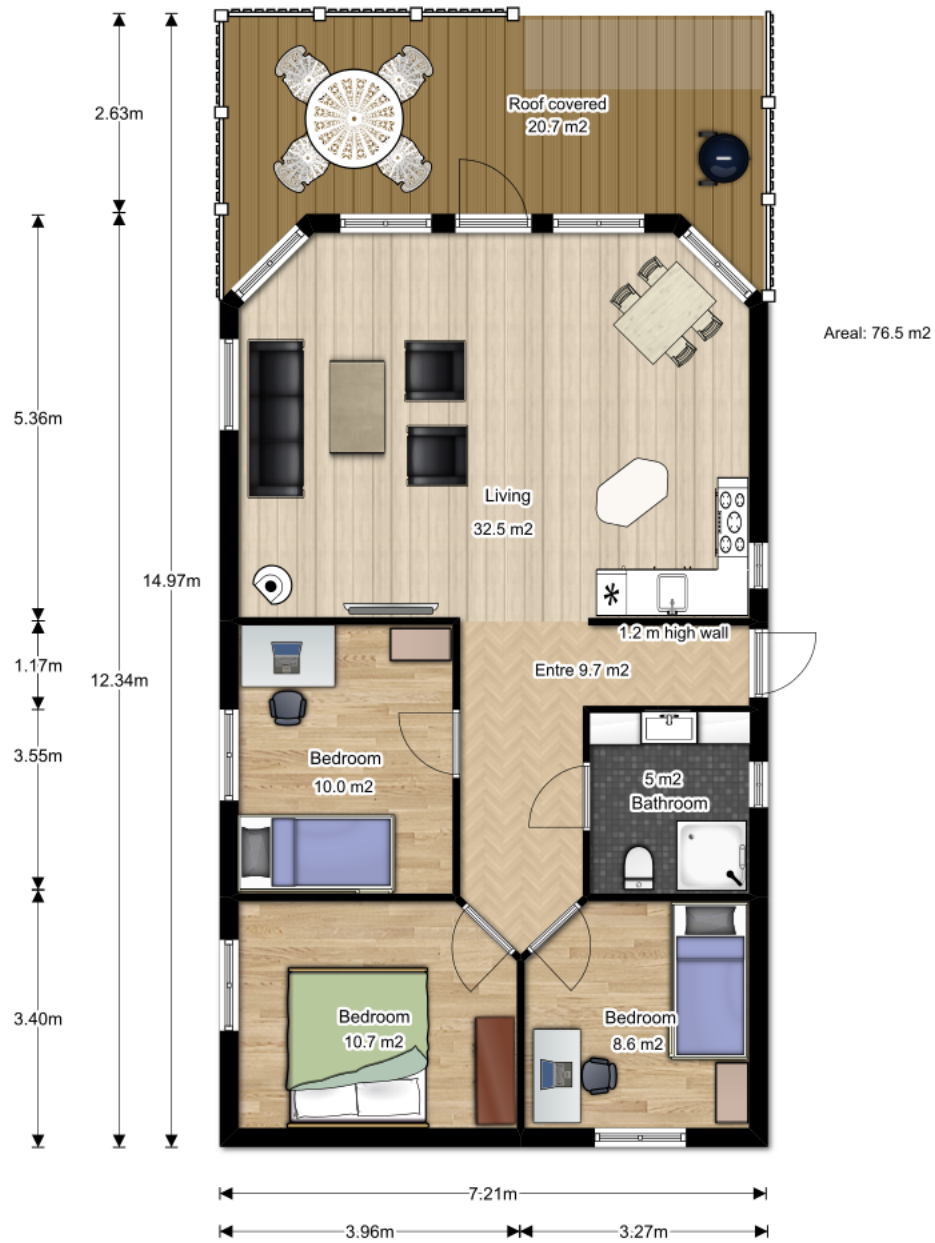 2.63m
Roof covered
20.7 m2
Areal: 76.5 m2
5.36m
Living
32.5 m2
14.97m
1.2 m high wall
1.17m
12.34m
Entre 9.7 m2
3.55m
Bedroom
10.0 m2
5 m2
Bathroom
3.40m
Bedroom
10.7 m2
Bedroom
8.6 m2
7.21m
3.96m
3.27m